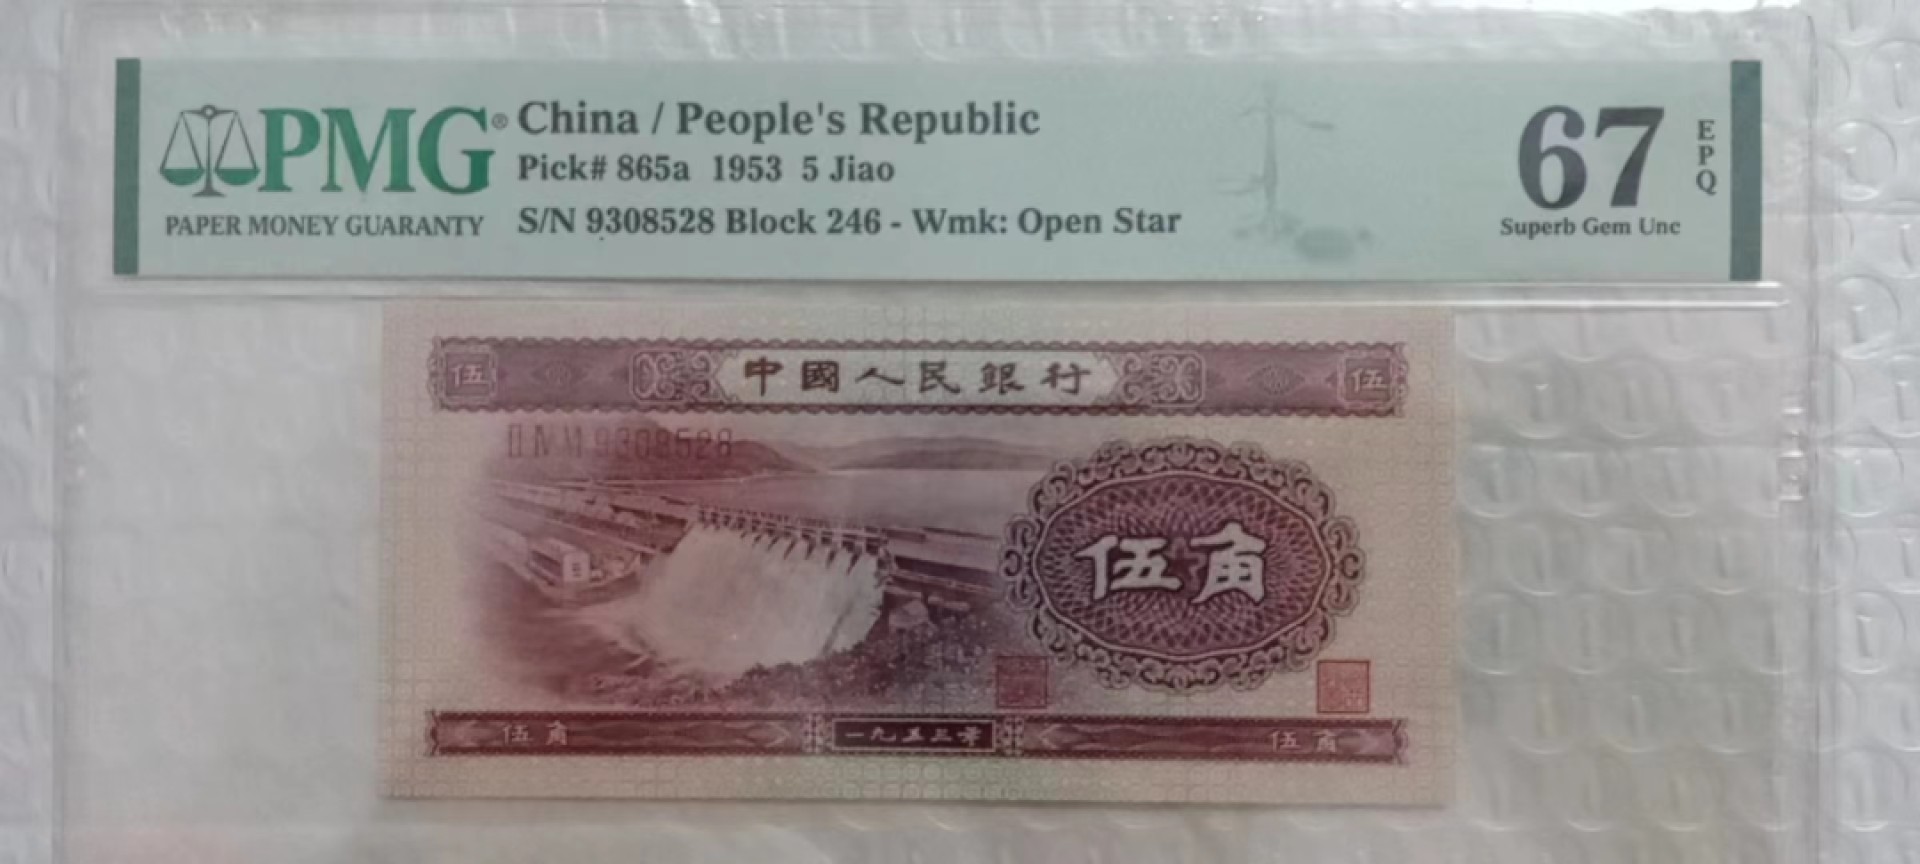 PMG®
PAPER MONEY GUARANTY
China / People's Republic
Pick# 865a 1953 5 Jiao
S/N 9308528 Block 246 - Wmk: Open Star
67
EPQ
Superb Gem Unc
伍
中國人民銀行
伍
ⅡⅣⅥ 9308528
伍角
伍角
一九五三年
伍角